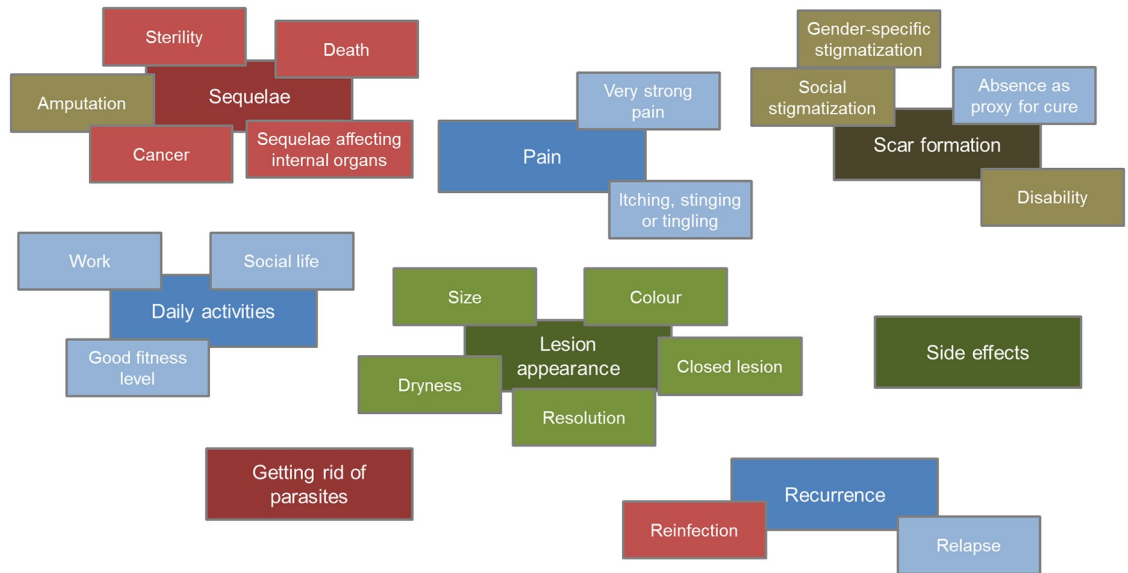 Sterility
Death
Amputation
Sequelae
Cancer
Sequelae affecting
internal organs
Very strong
pain
Pain
Itching, stinging
or tingling
Gender-specific
stigmatization
Social
stigmatization
Absence as
proxy for cure
Scar formation
Disability
Work
Social life
Daily activities
Good fitness
level
Size
Colour
Lesion
appearance
Dryness
Closed lesion
Resolution
Side effects
Getting rid of
parasites
Recurrence
Reinfection
Relapse